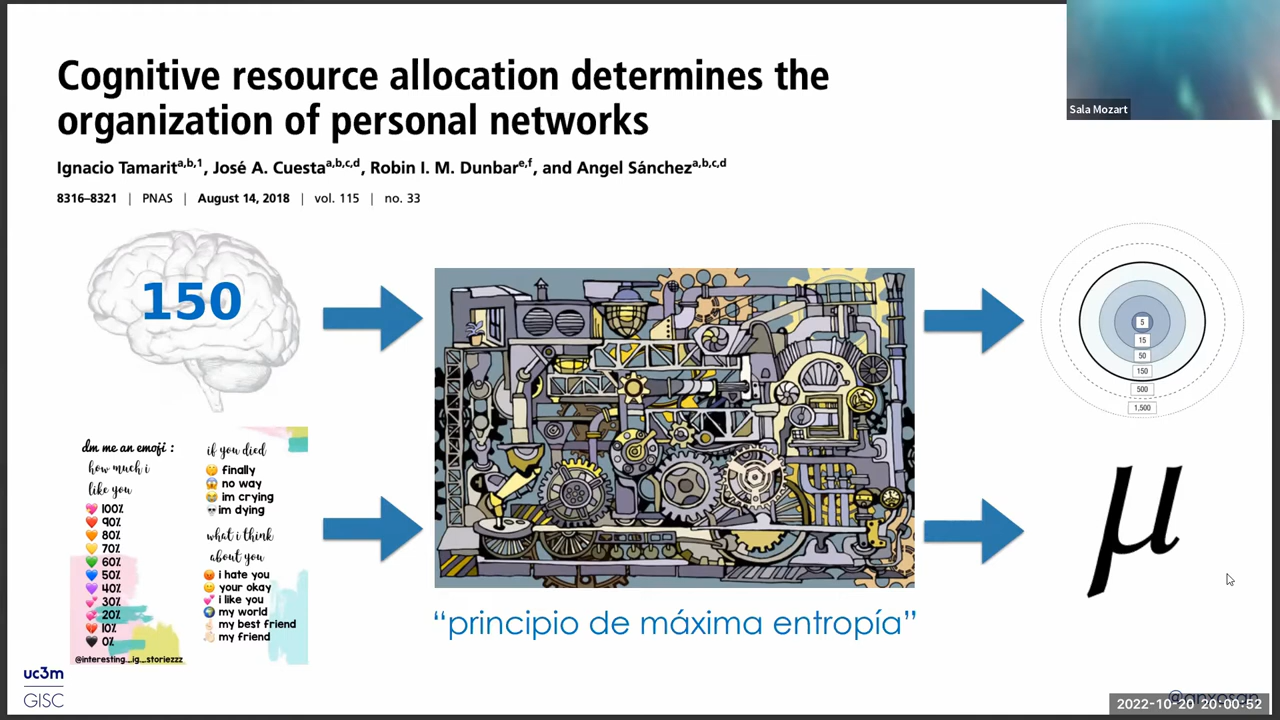 Cognitive resource allocation determines the
organization of personal networks
Sala Mozart
Ignacio Tamarit^a,b,1, José A. Cuesta^a,b,c,d, Robin I. M. Dunbar^e,f, and Angel Sánchez^a,b,c,d
8316–8321 | PNAS | August 14, 2018 | vol. 115 | no. 33
150
5
15
50
150
500
1,500
dm me an emoji :
how much i
like you
💖 100%
❤️ 90%
🧡 80%
💛 70%
💚 60%
💙 50%
💜 40%
💕 30%
💞 20%
💔 10%
🖤 0%
if you died
finally
😱 no way
😭 im crying
💀 im dying
what i think
about you
😡 i hate you
your okay
💕 i like you
🌍 my world
my best friend
my friend
@interesting_ig_storiezzz
“principio de máxima entropía”
μ
uc3m
GISC
@anxosan
2022-10-20 20:00:52